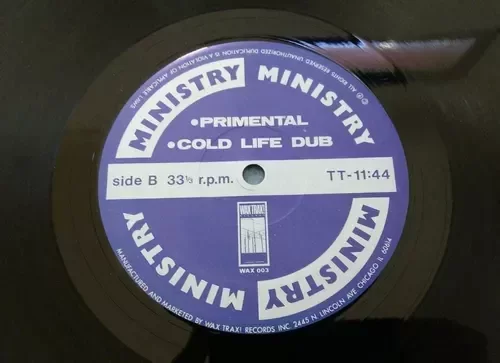 © ℗ ALL RIGHTS RESERVED UNAUTHORIZED DUPLICATION IS A VIOLATION OF APPLICABLE LAWS
MINISTRY MINISTRY
•PRIMENTAL
•COLD LIFE DUB
side B 33⅓ r.p.m.
TT-11:44
WAX TRAX!
WAX 003
MINISTRY MINISTRY
MANUFACTURED AND MARKETED BY WAX TRAX! RECORDS INC. 2445 N. LINCOLN AVE CHICAGO IL 60614